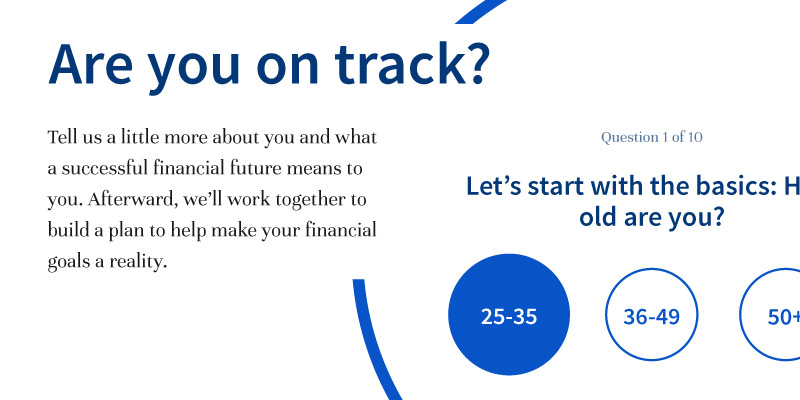 Are you on track?
Tell us a little more about you and what
a successful financial future means to
you. Afterward, we’ll work together to
build a plan to help make your financial
goals a reality.
Question 1 of 10
Let’s start with the basics: H
old are you?
25-35
36-49
50+